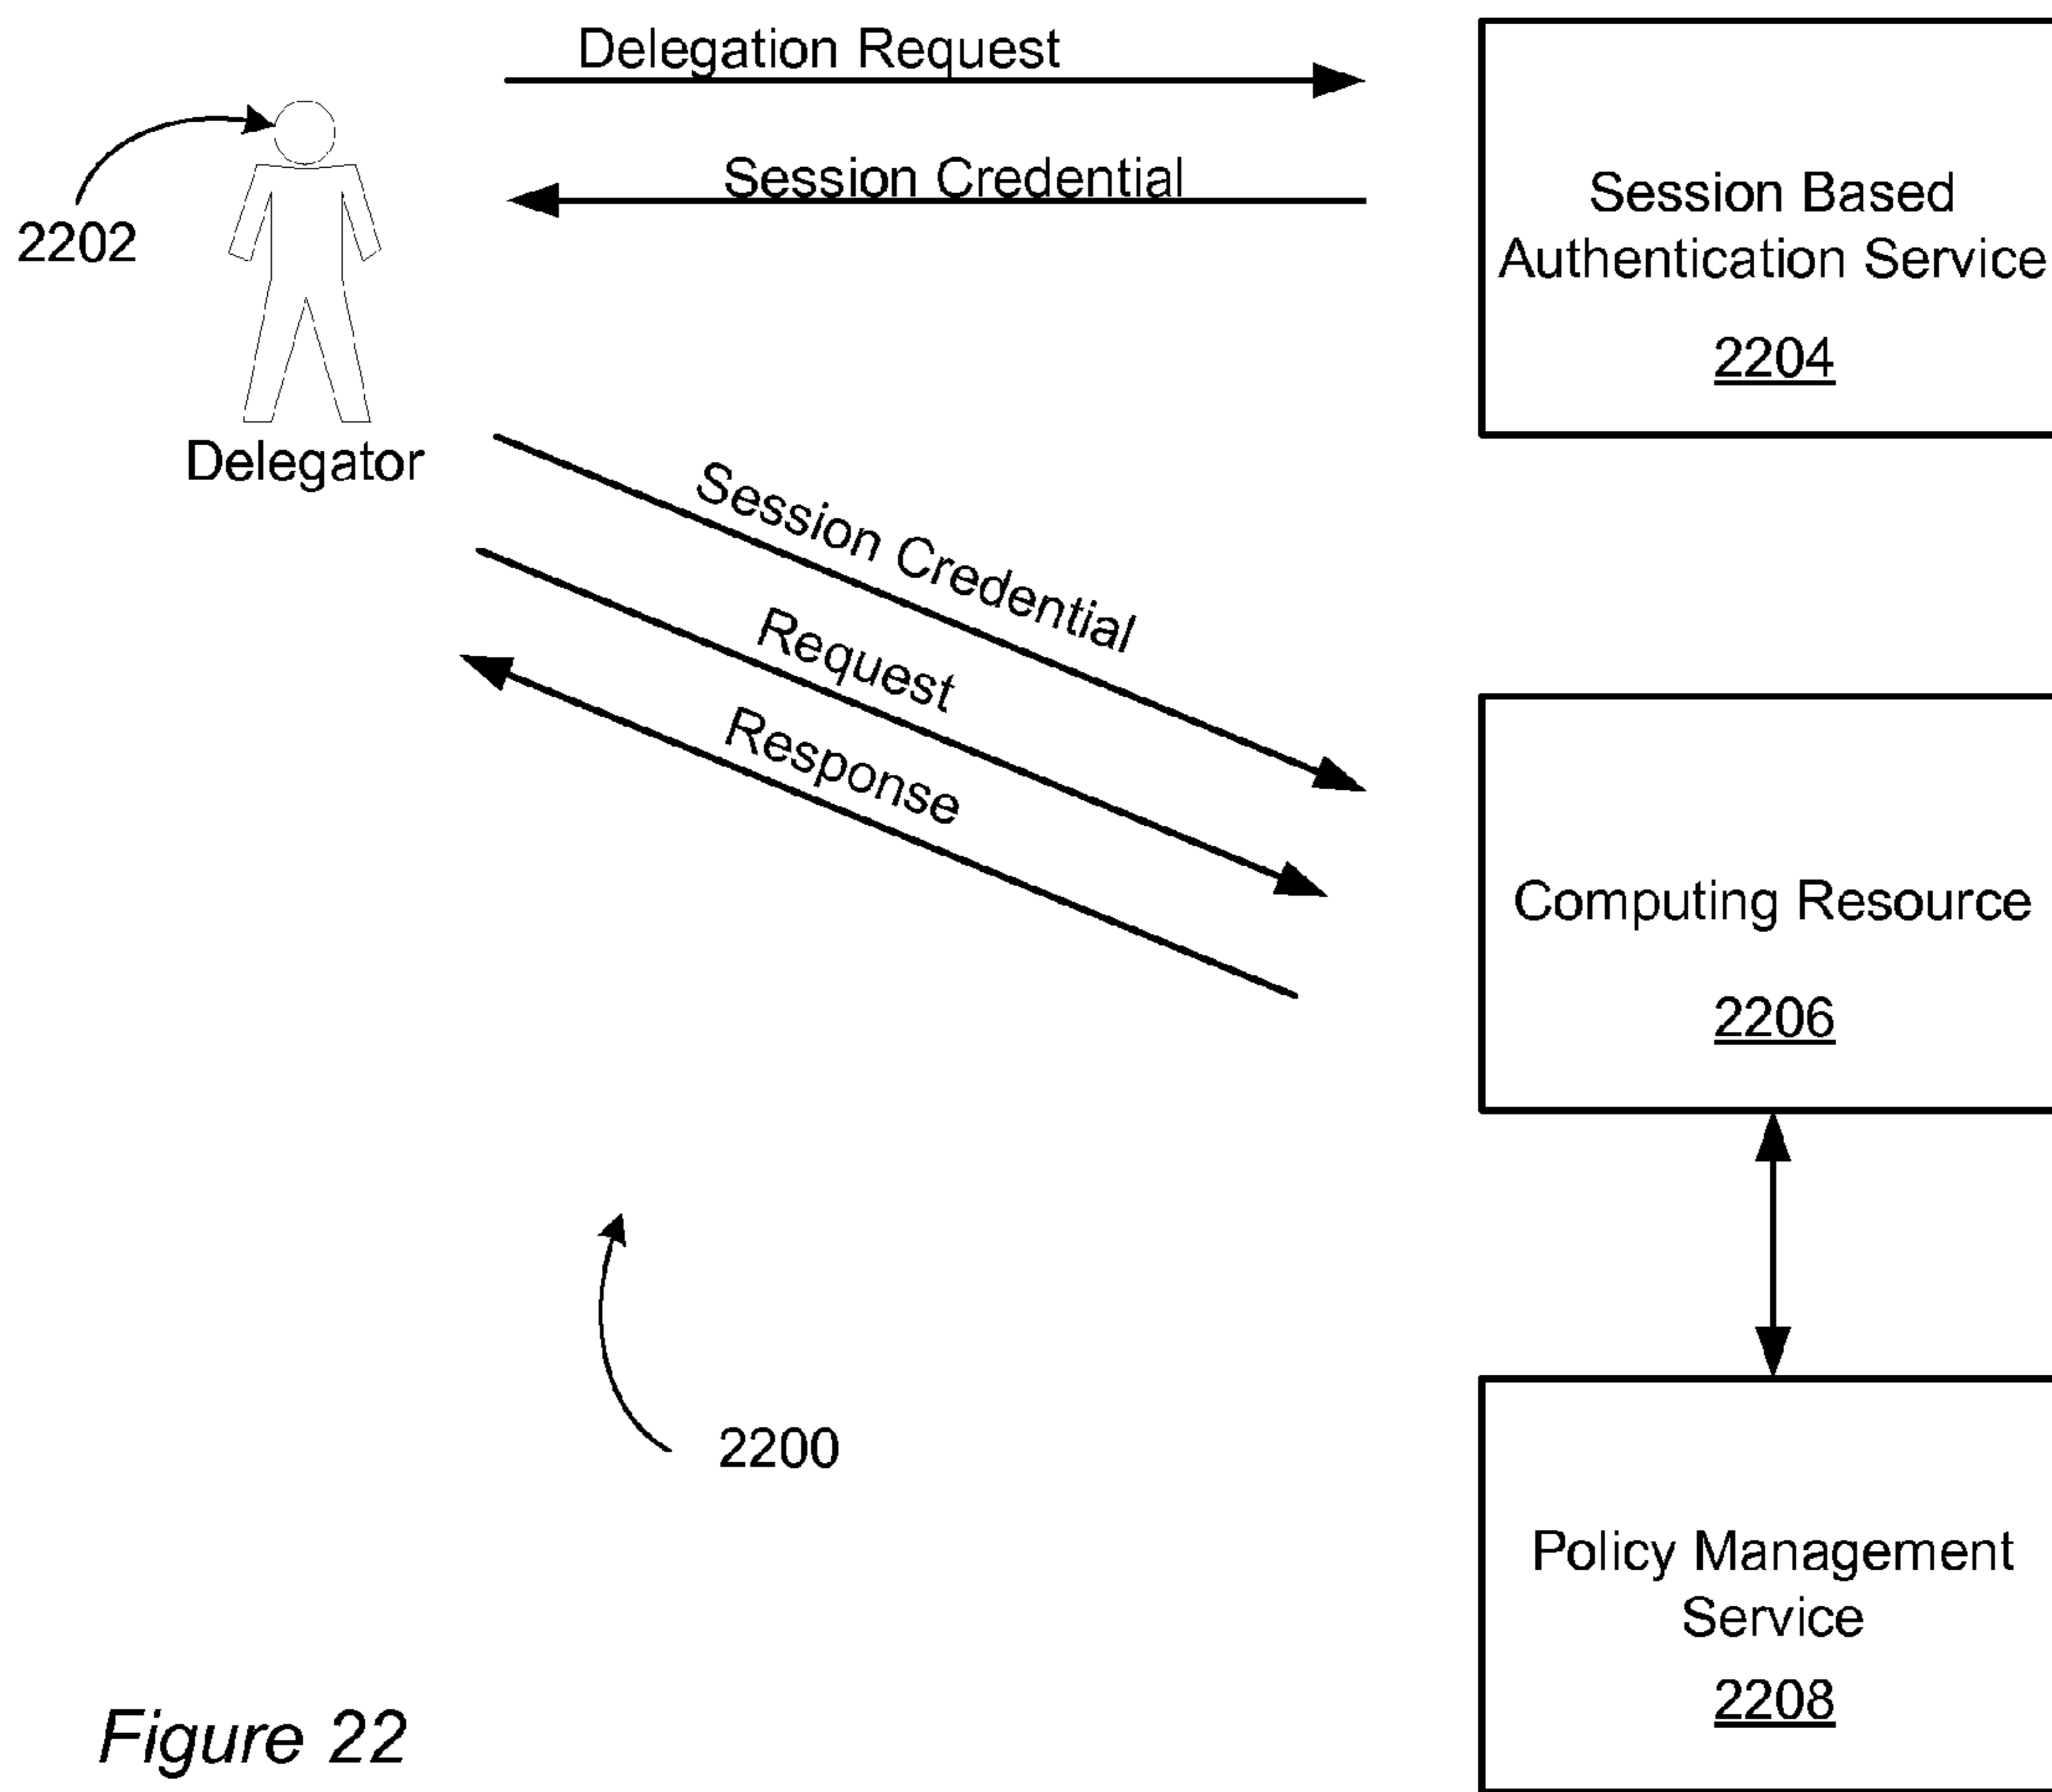 Delegation Request
Session Credential
2202
Delegator
Session Based
Authentication Service
2204
Session Credential
Request
Response
Computing Resource
2206
2200
Policy Management
Service
2208
Figure 22